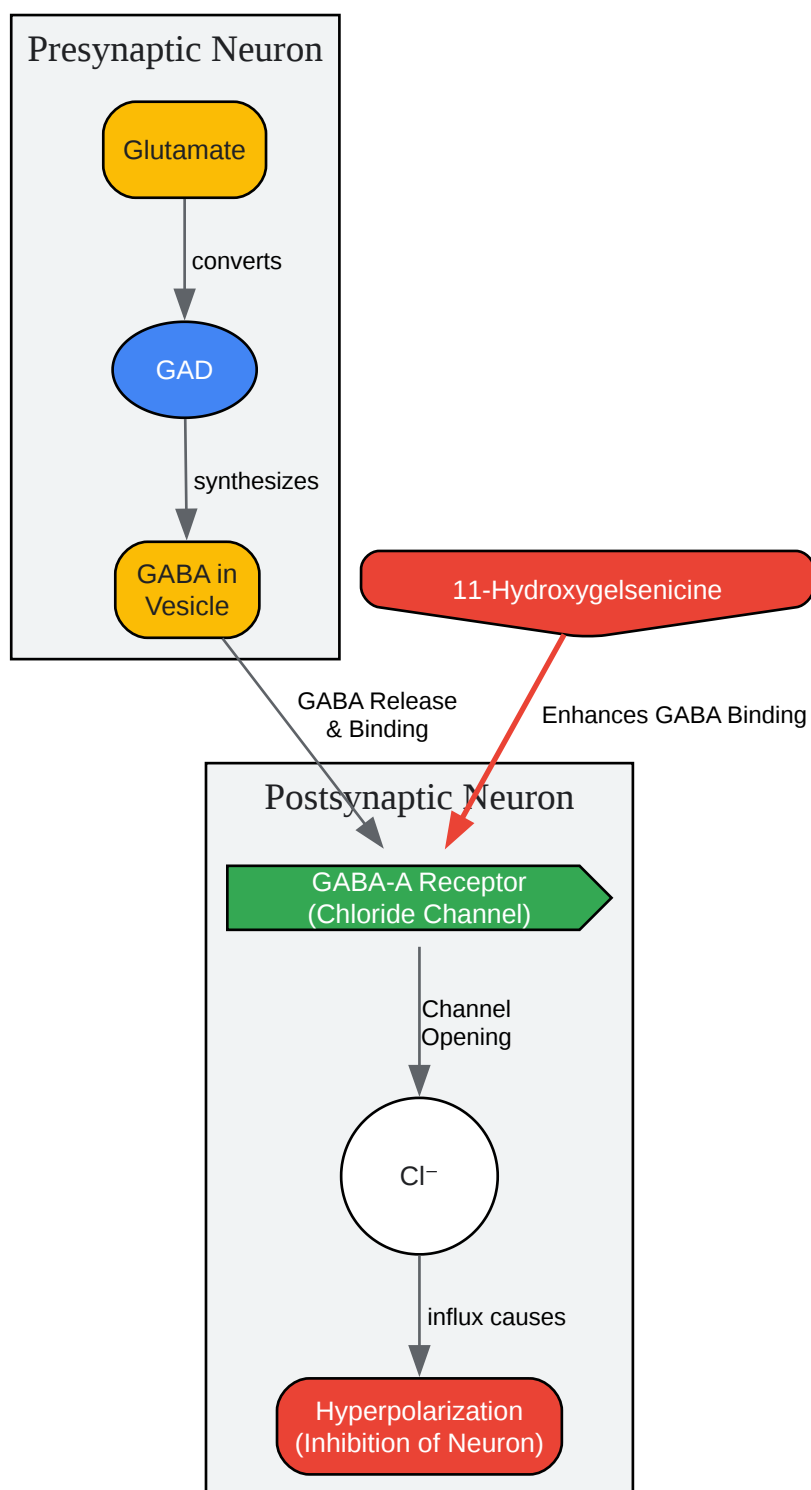 Presynaptic Neuron
Glutamate
converts
GAD
synthesizes
GABA in
Vesicle
11-Hydroxygelsenicine
GABA Release
& Binding
Enhances GABA Binding
Postsynaptic Neuron
GABA-A Receptor
(Chloride Channel)
Channel
Opening
Cl⁻
influx causes
Hyperpolarization
(Inhibition of Neuron)